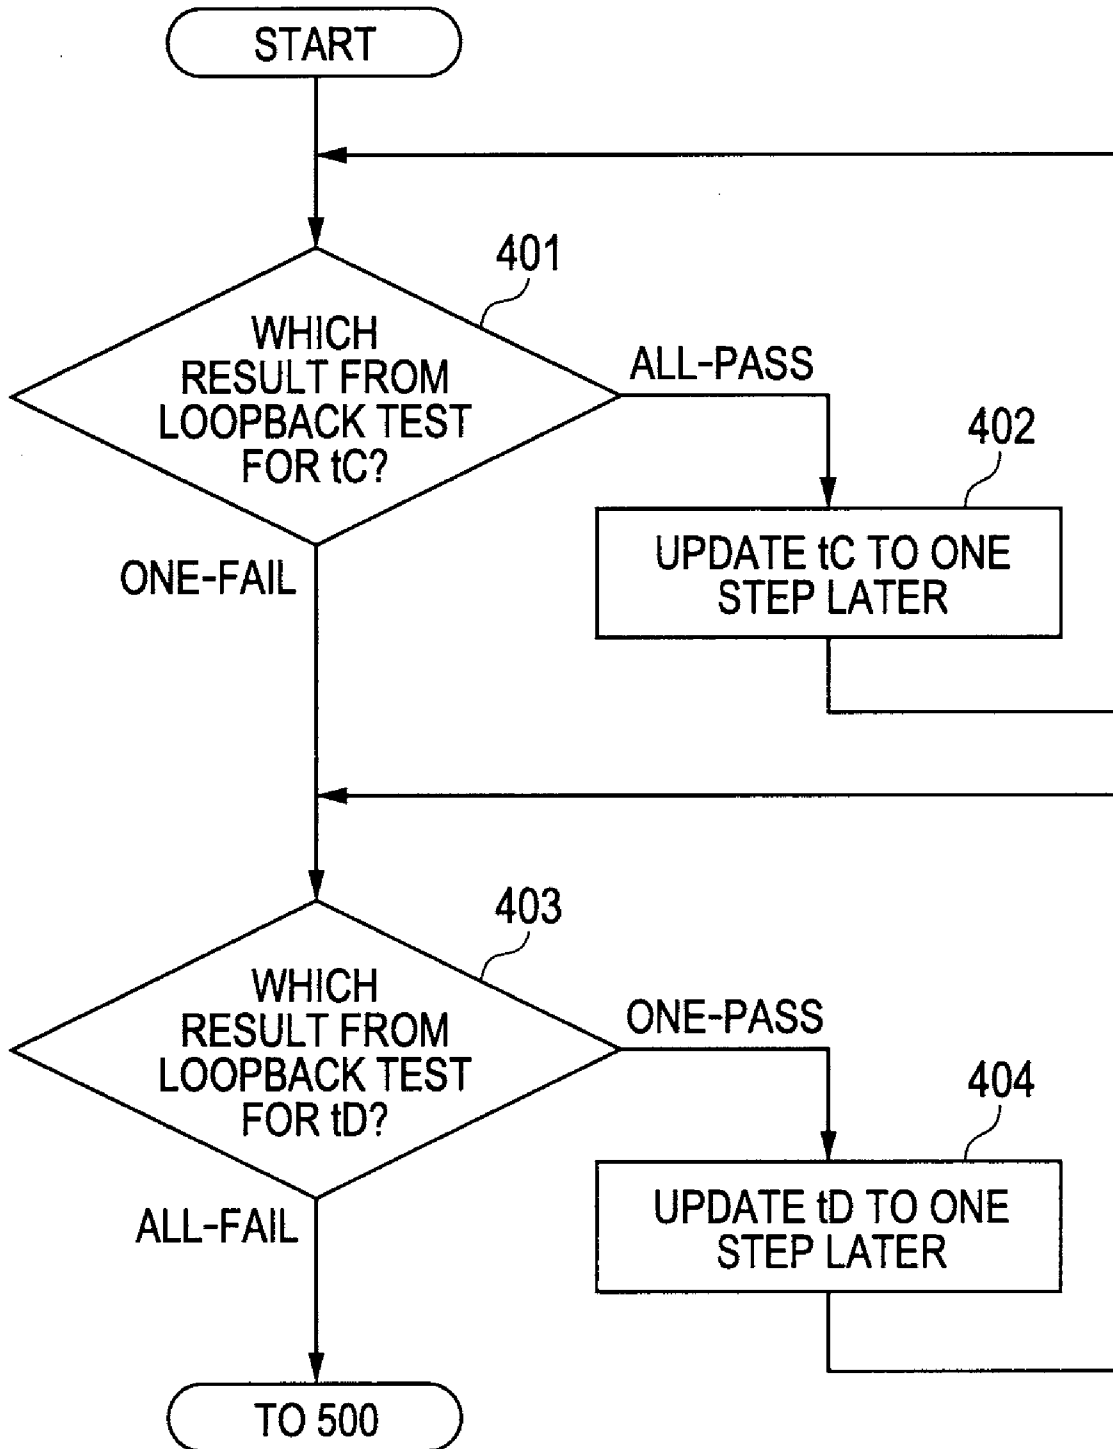 START
401
WHICH
RESULT FROM
LOOPBACK TEST
FOR tC?
ALL-PASS
402
UPDATE tC TO ONE
STEP LATER
ONE-FAIL
403
WHICH
RESULT FROM
LOOPBACK TEST
FOR tD?
ONE-PASS
404
UPDATE tD TO ONE
STEP LATER
ALL-FAIL
TO 500